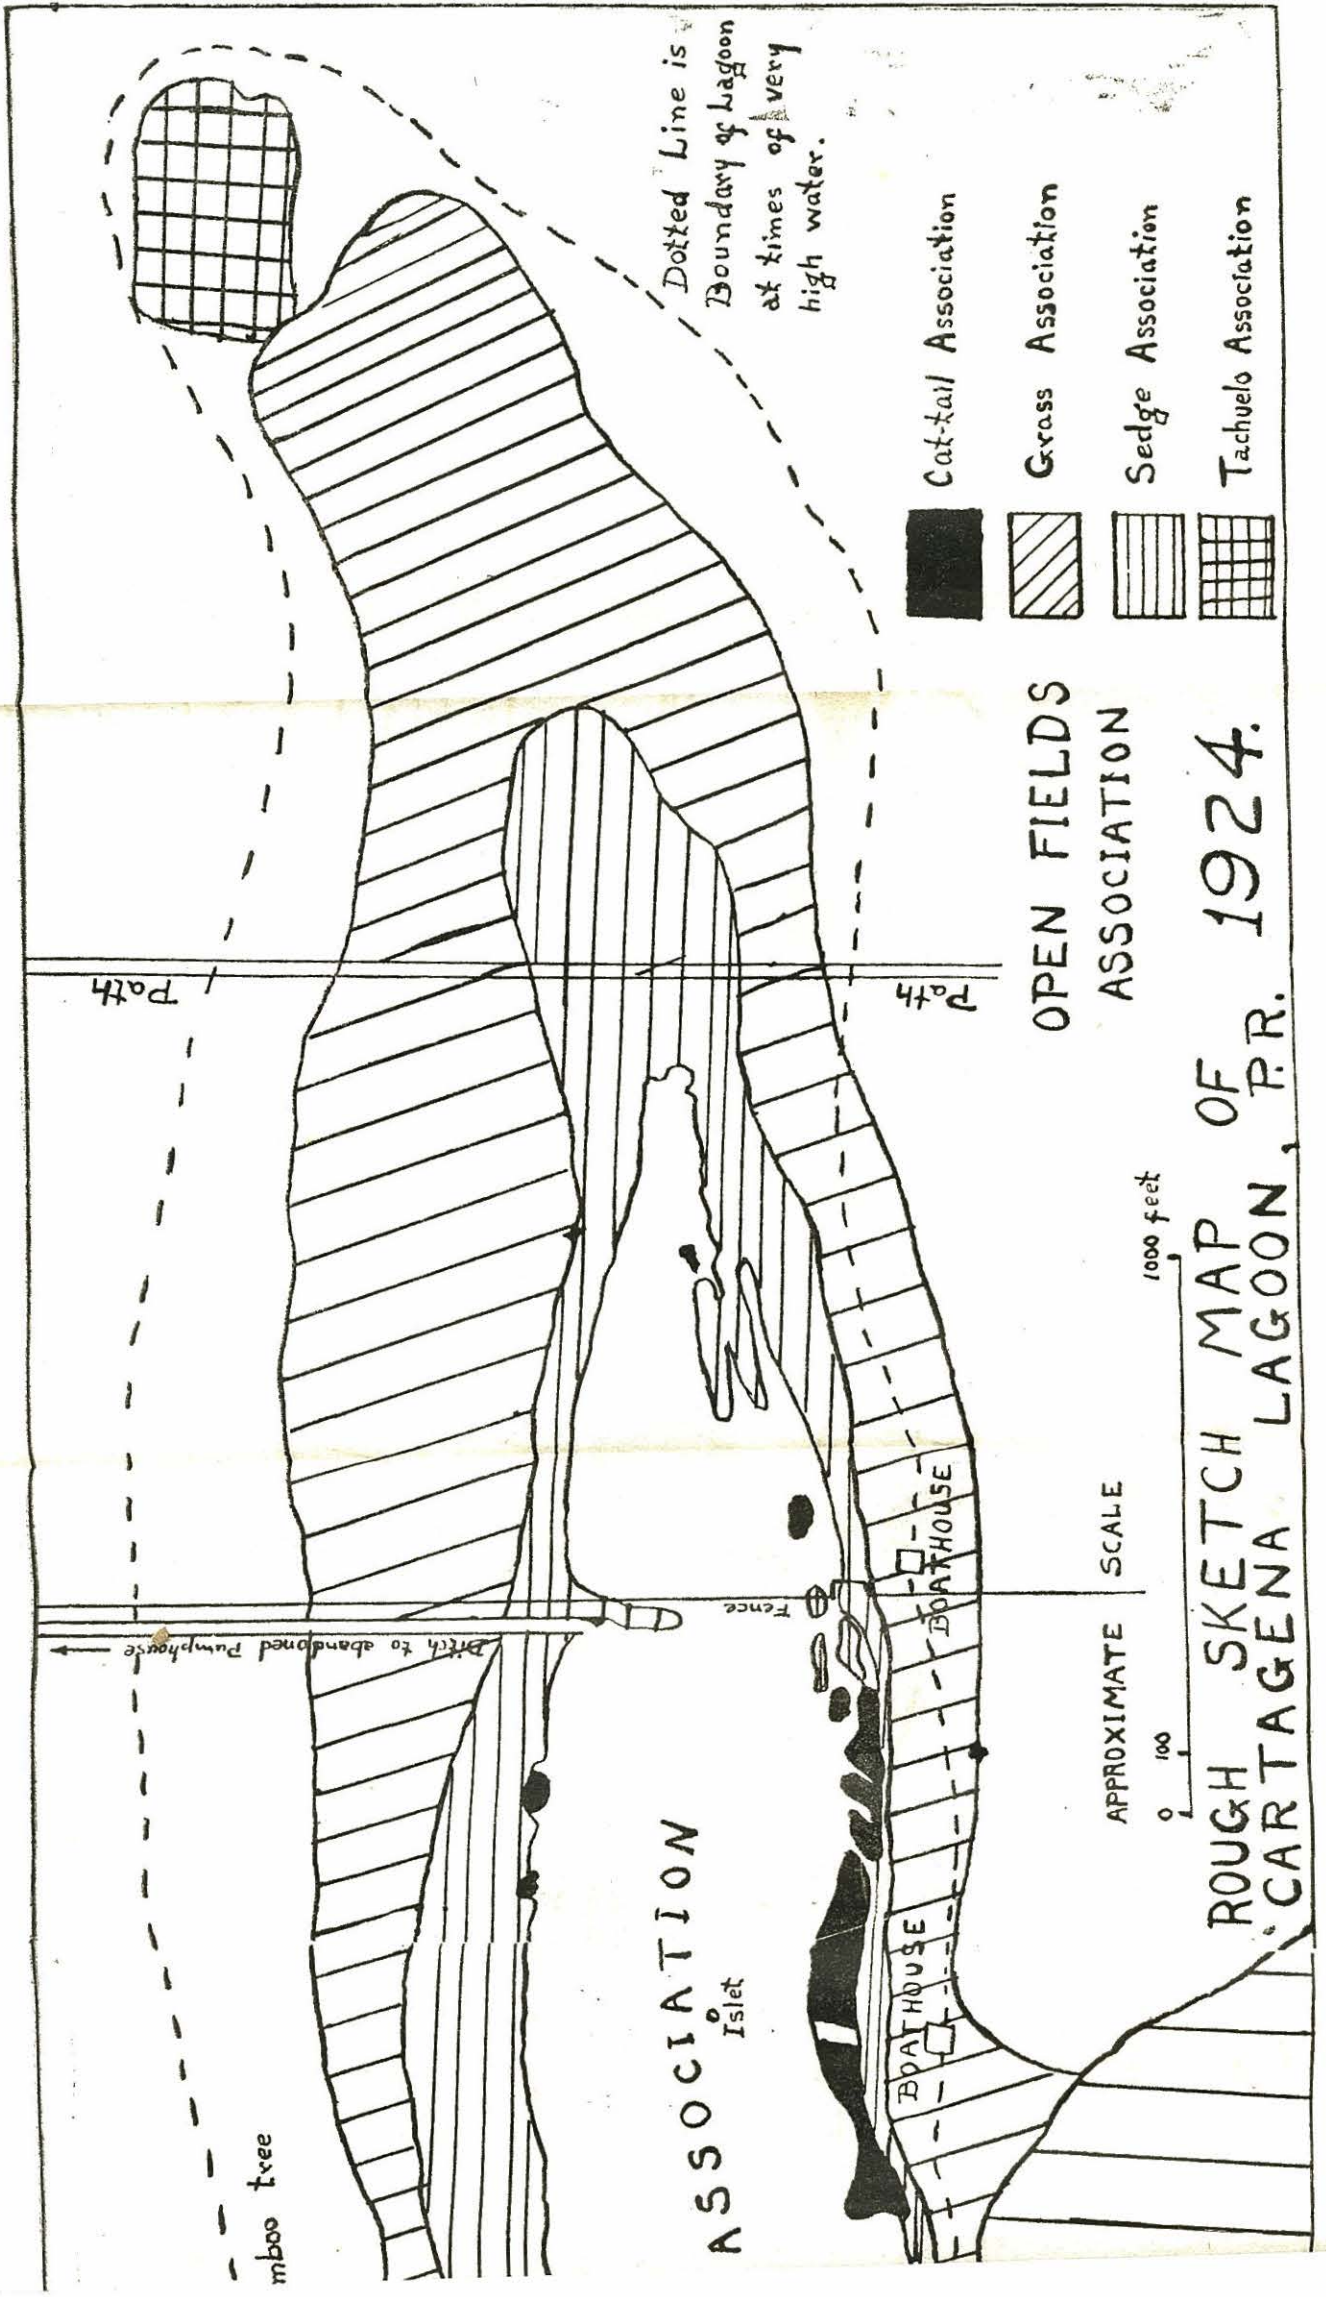 Dotted Line is
Boundary of Lagoon
at times of very
high water.
Cat-tail Association
Grass Association
Sedge Association
Tachuelo Association
OPEN FIELDS
ASSOCIATION
Path
Path
Ditch to abandoned Pumphouse
Fence
BOATHOUSE
BOATHOUSE
ASSOCIATION
Islet
mboo tree
APPROXIMATE SCALE
0 100 1000 feet
ROUGH SKETCH MAP OF
CARTAGENA LAGOON, P.R. 1924.